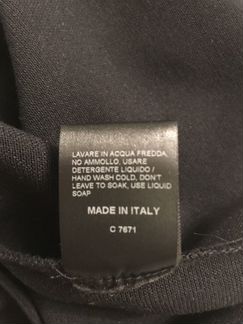 LAVARE IN ACQUA FREDDA,
NO AMMOLLO, USARE
DETERGENTE LIQUIDO /
HAND WASH COLD, DON'T
LEAVE TO SOAK, USE LIQUID
SOAP
MADE IN ITALY
C 7671